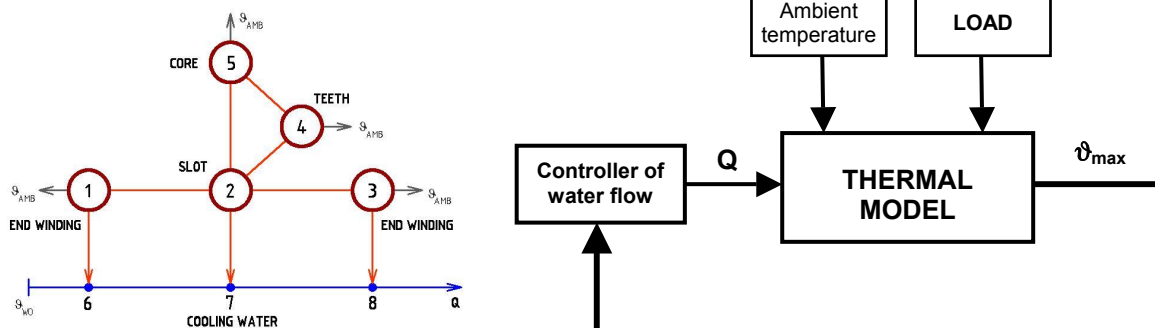 ϑAMB
CORE
5
TEETH
4
ϑAMB
SLOT
ϑAMB
1
2
3
ϑAMB
END WINDING
END WINDING
ϑW0
6
7
8
Q
COOLING WATER
Ambient
temperature
LOAD
Controller of
water flow
Q
THERMAL
MODEL
ϑmax